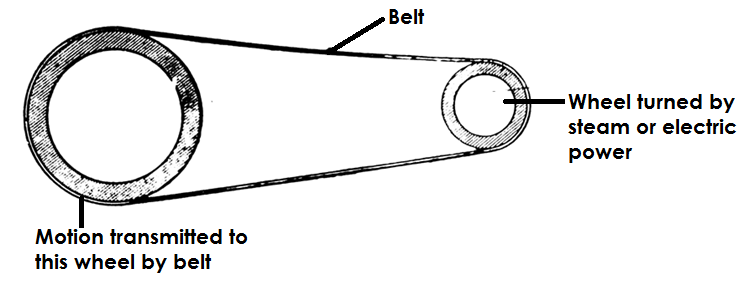 Belt
Wheel turned by
steam or electric
power
Motion transmitted to
this wheel by belt